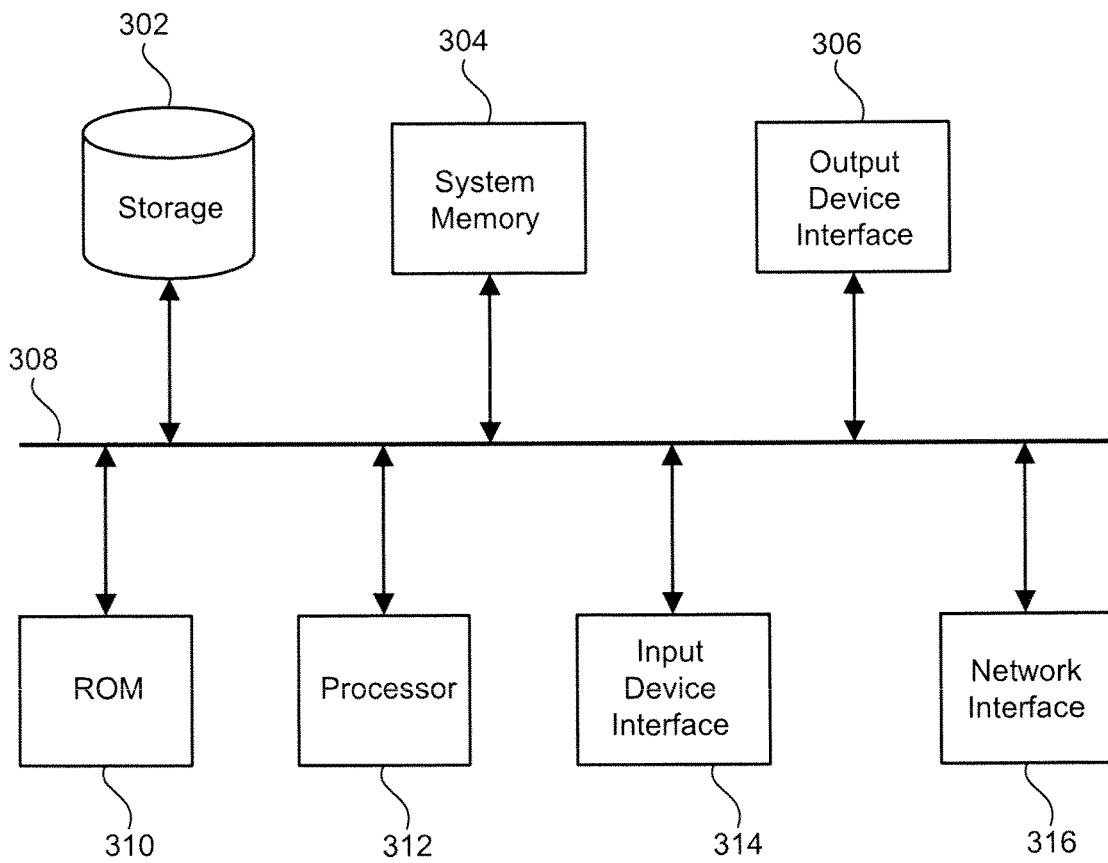 302
304
306
Storage
System
Memory
Output
Device
Interface
308
ROM
Processor
Input
Device
Interface
Network
Interface
310
312
314
316